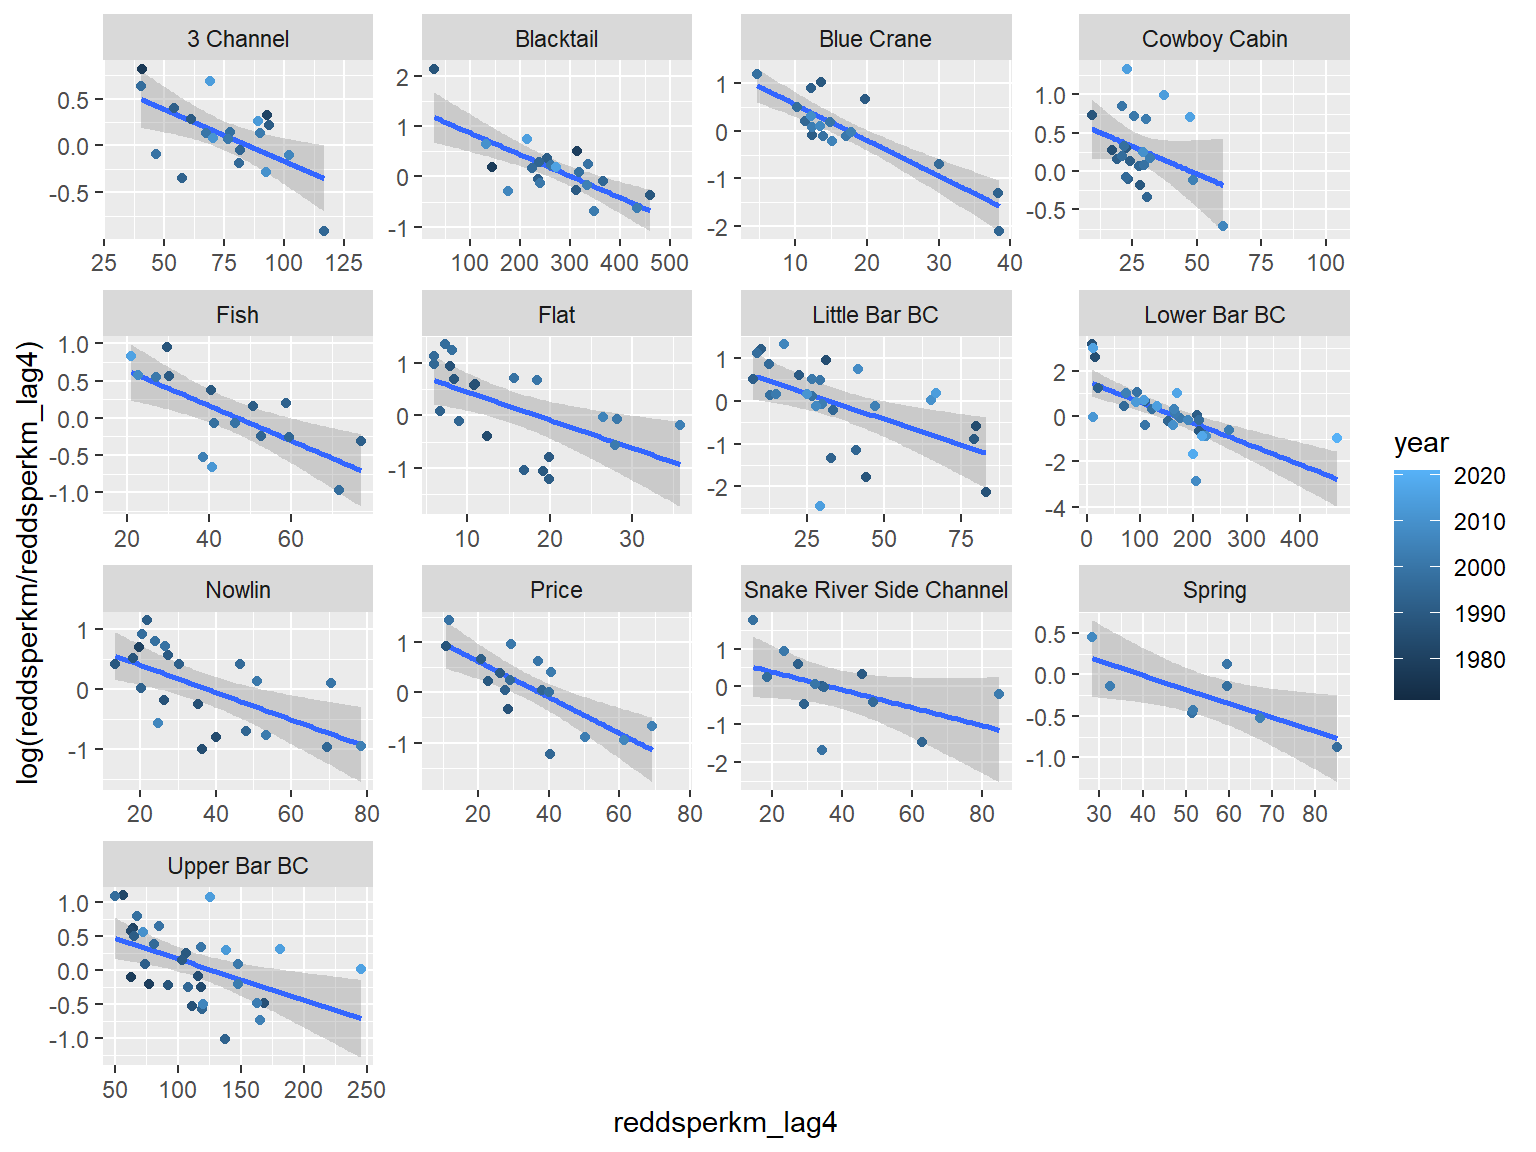 3 Channel Blacktail Blue Crane Cowboy Cabin
0.5 0.0 -0.5
2 1 0 -1
1 0 -1 -2
1.0 0.5 0.0 -0.5
25 50 75 100 125
100 200 300 400 500
10 20 30 40
25 50 75 100
Fish Flat Little Bar BC Lower Bar BC
1.0 0.5 0.0 -0.5 -1.0
1 0 -1
1 0 -1 -2
2 0 -2 -4
20 40 60
10 20 30
25 50 75
0 100 200 300 400
Nowlin Price Snake River Side Channel Spring
1 0 -1
1 0 -1
1 0 -1 -2
0.5 0.0 -0.5 -1.0
20 40 60 80
20 40 60 80
20 40 60 80
30 40 50 60 70 80
Upper Bar BC
1.0 0.5 0.0 -0.5 -1.0
50 100 150 200 250
reddsperkm_lag4
log(reddsperkm/reddsperkm_lag4)
year
2020
2010
2000
1990
1980